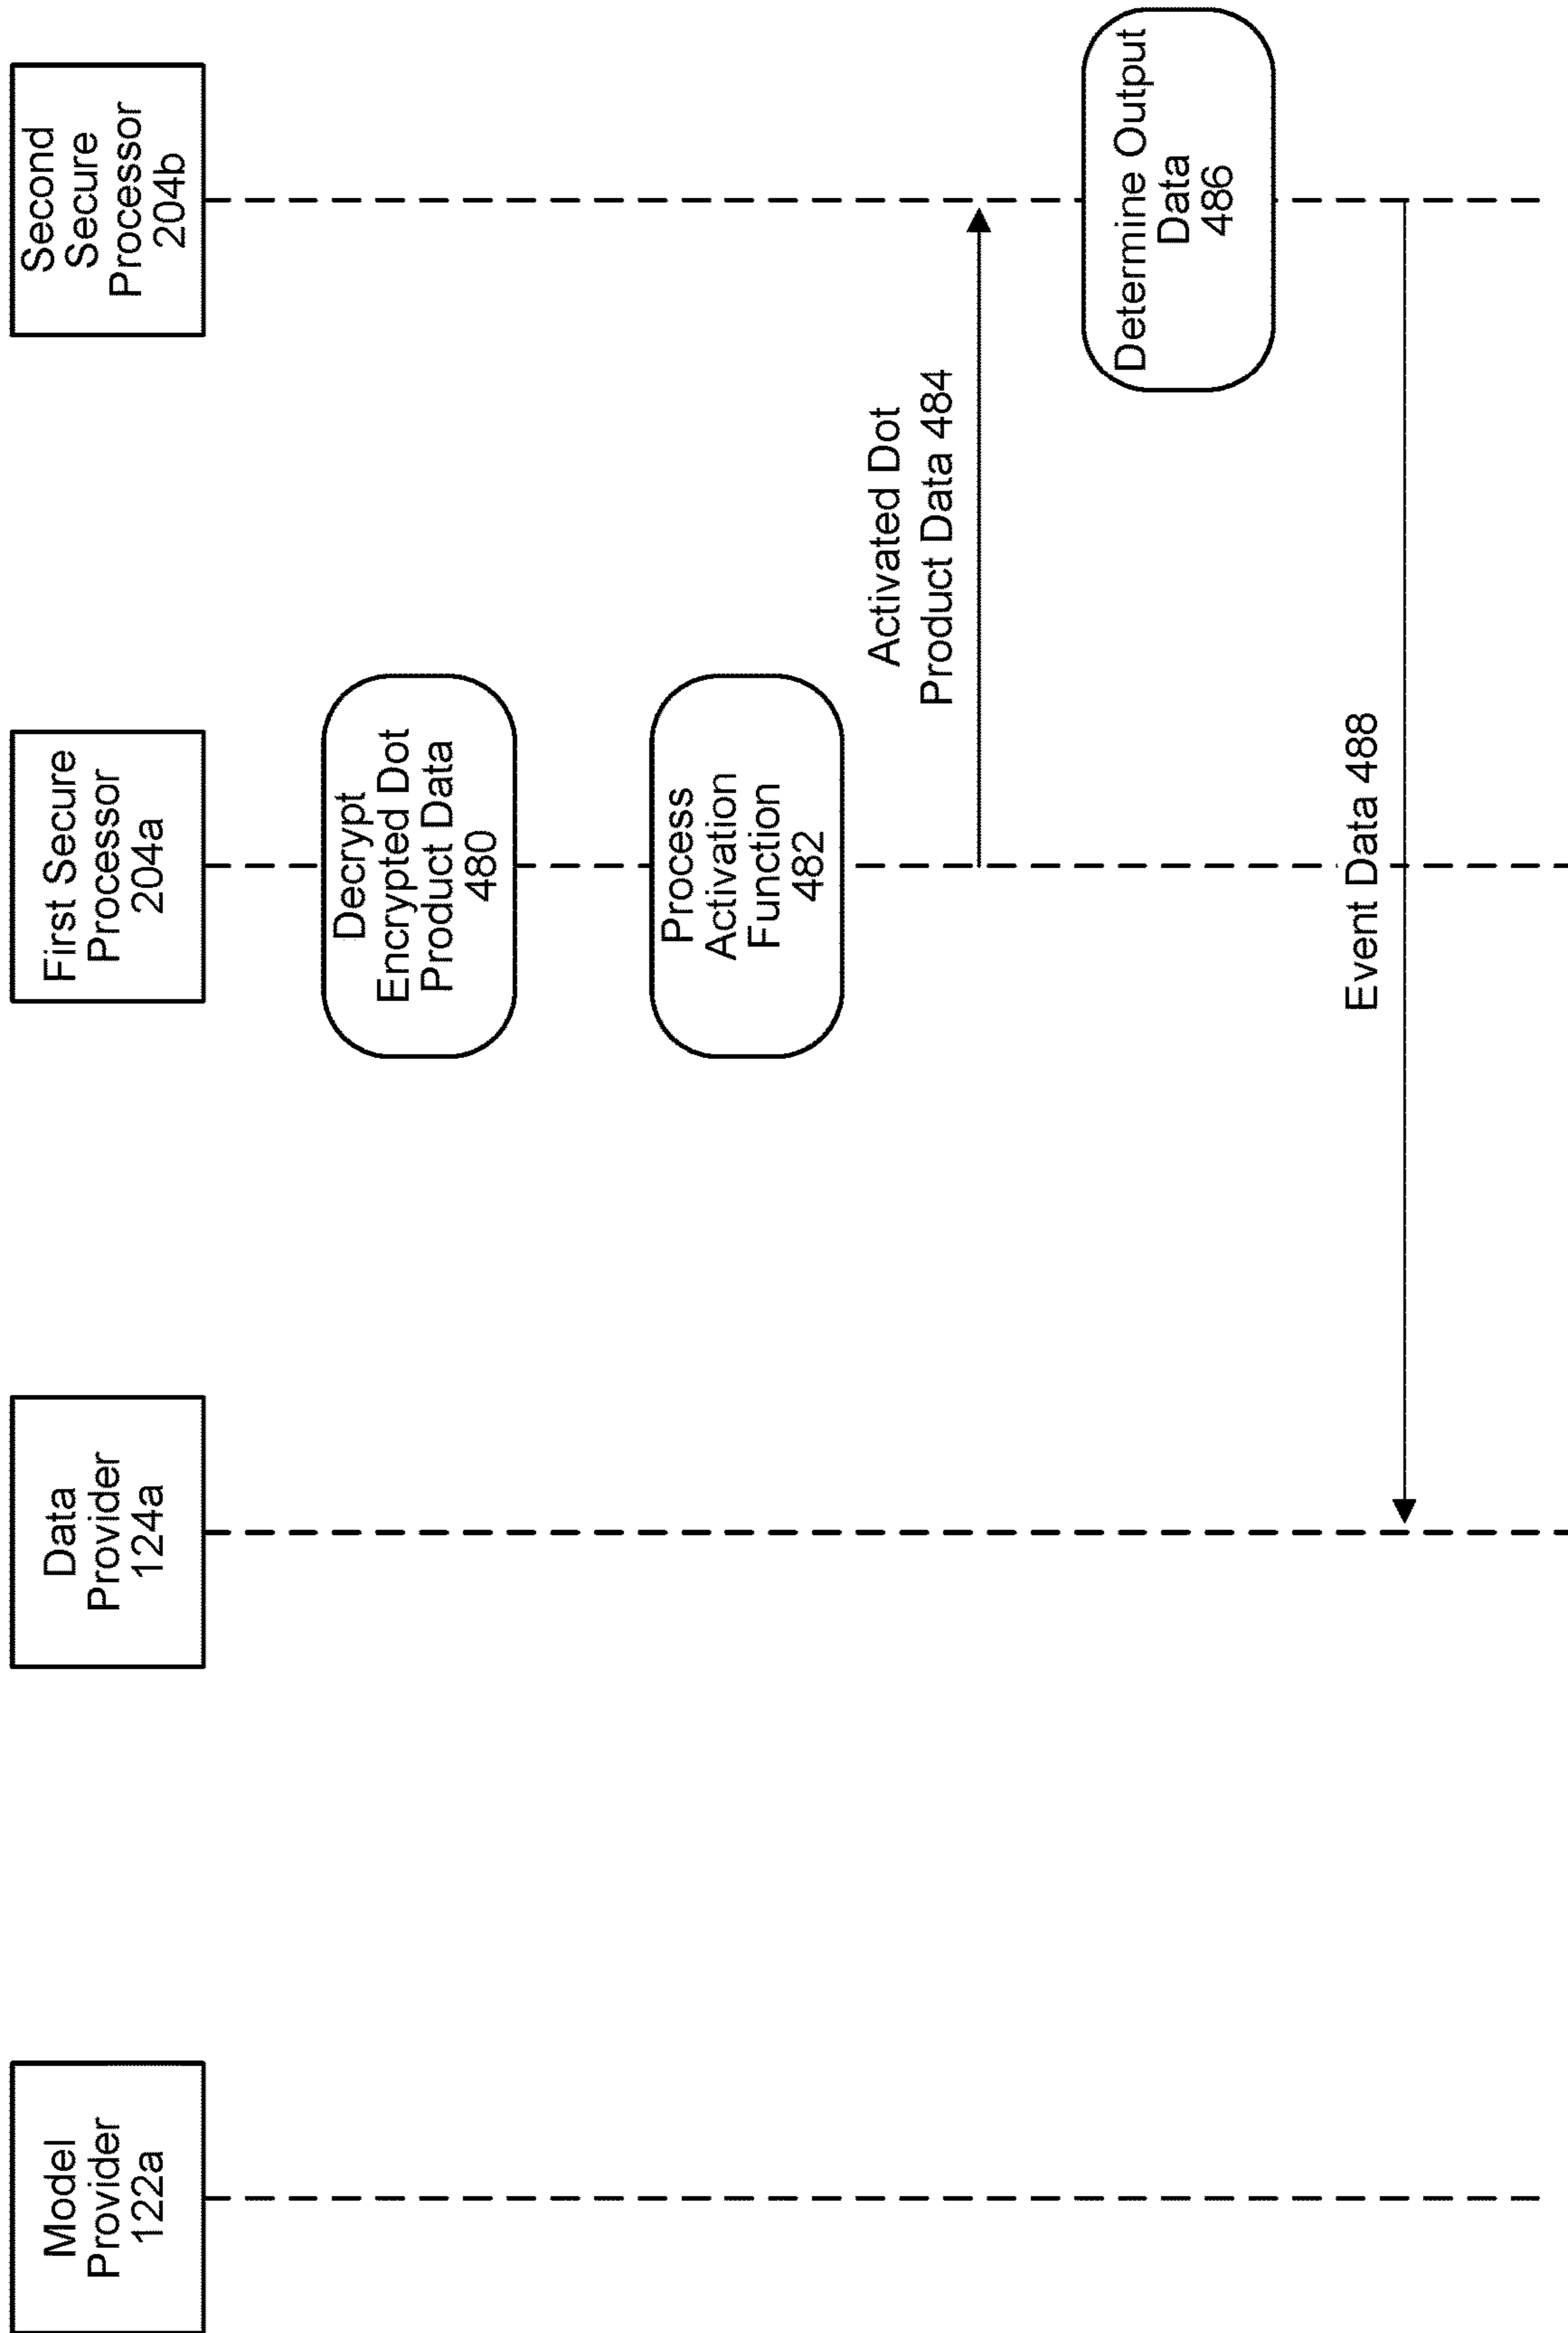 Model
Provider
122a
Data
Provider
124a
First Secure
Processor
204a
Second
Secure
Processor
204b
Decrypt
Encrypted Dot
Product Data
480
Process
Activation
Function
482
Activated Dot
Product Data 484
Determine Output
Data
486
Event Data 488